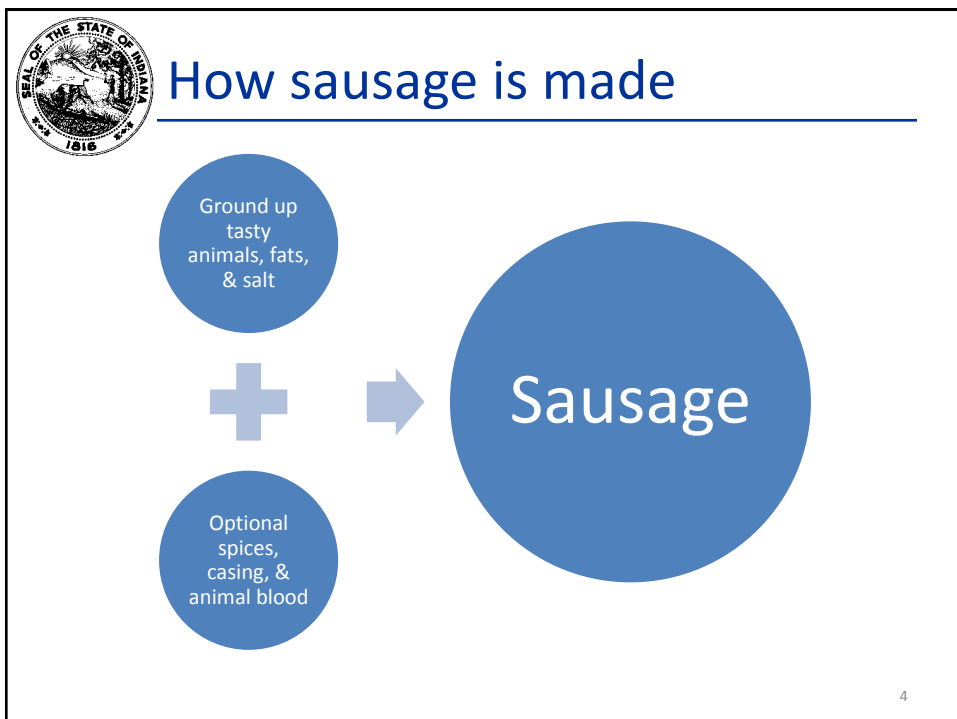 SEAL OF THE STATE OF INDIANA
1816
How sausage is made
Ground up
tasty
animals, fats,
& salt
Sausage
Optional
spices,
casing, &
animal blood
4